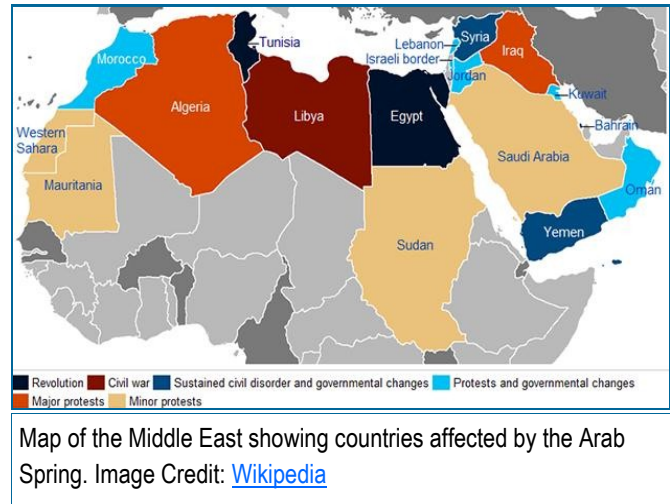 Tunisia
Morocco
Lebanon
Syria
Israeli border
Iraq
Jordan
Kuwait
Algeria
Libya
Egypt
Bahrain
Western
Sahara
Saudi Arabia
Mauritania
Oman
Yemen
Sudan
Revolution Civil war Sustained civil disorder and governmental changes Protests and governmental changes
Major protests Minor protests
Map of the Middle East showing countries affected by the Arab
Spring. Image Credit: Wikipedia